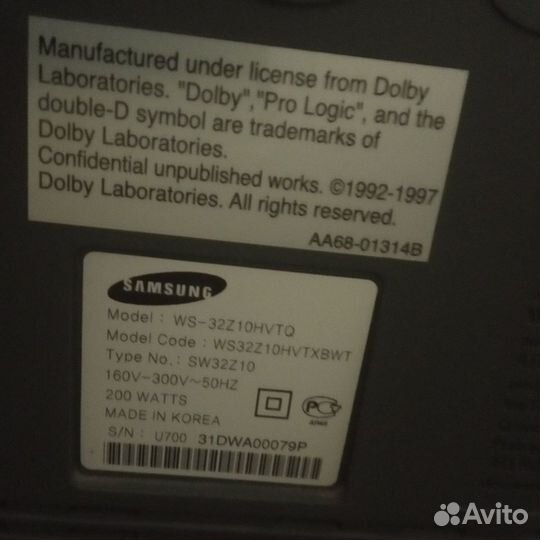 Manufactured under license from Dolby
Laboratories. "Dolby","Pro Logic", and the
double-D symbol are trademarks of
Dolby Laboratories.
Confidential unpublished works. ©1992-1997
Dolby Laboratories. All rights reserved.
AA68-01314B
SAMSUNG
Model : WS-32Z10HVTQ
Model Code : WS32Z10HVTXBWT
Type No.: SW32Z10
160V-300V~50HZ
200 WATTS
MADE IN KOREA
S/N: U700 31DWA00079P
Avito